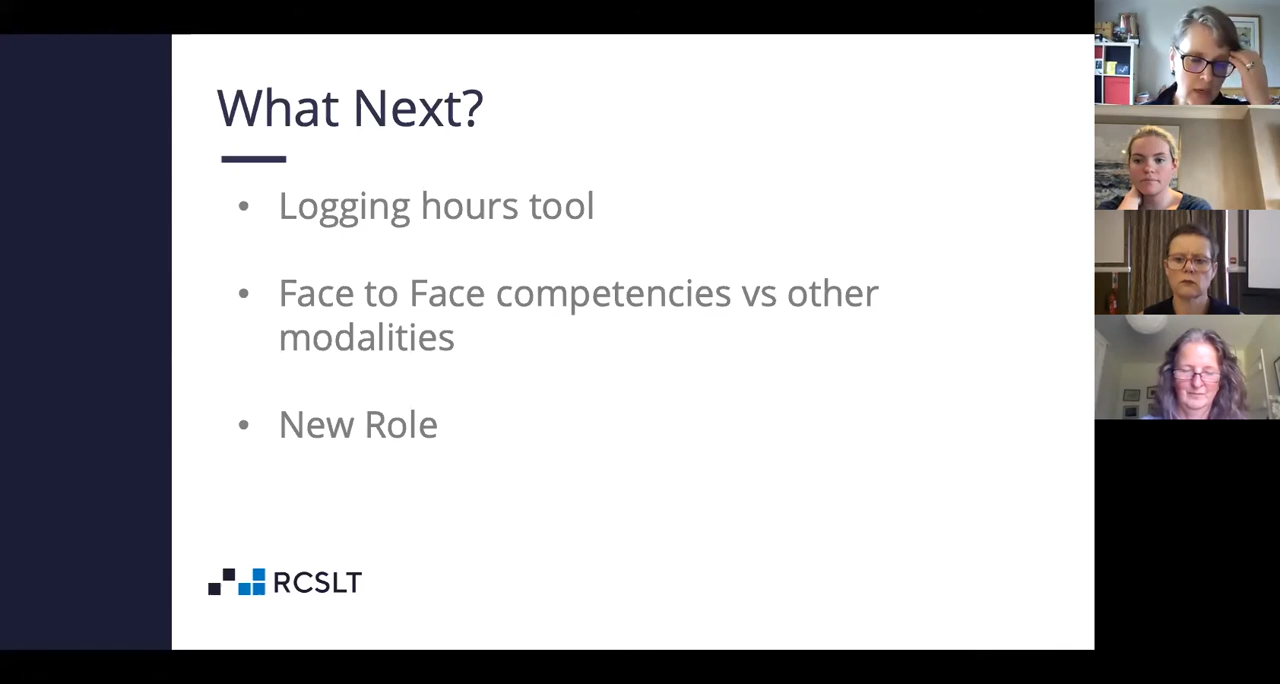 What Next?
• Logging hours tool
• Face to Face competencies vs other
modalities
• New Role
RCSLT